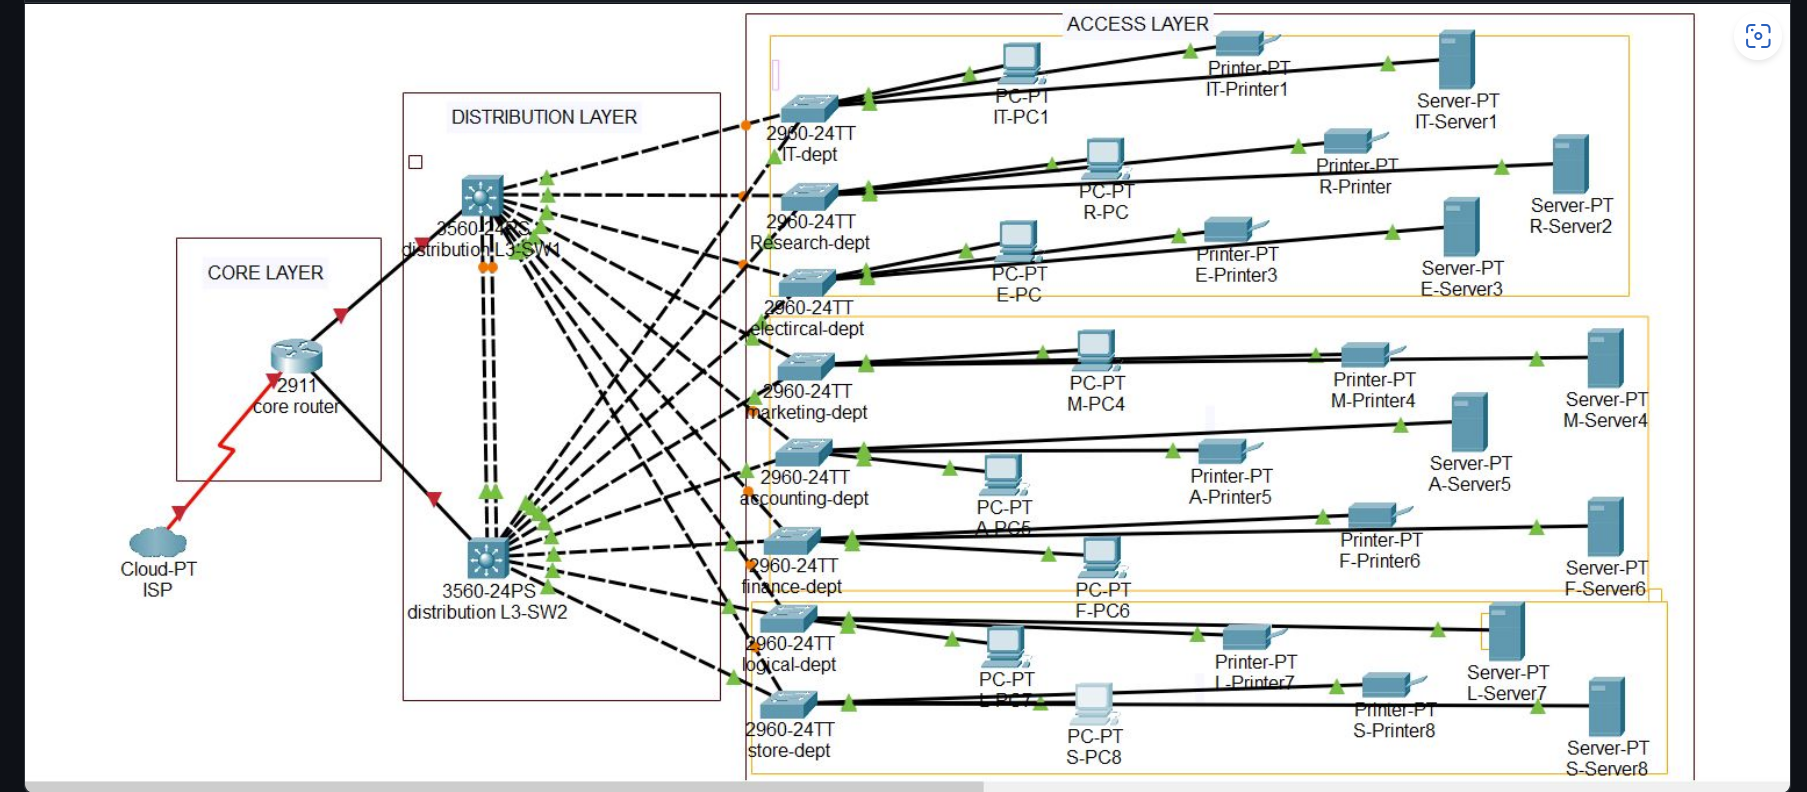 ACCESS LAYER
DISTRIBUTION LAYER
CORE LAYER
2911
core router
Cloud-PT
ISP
3560-24PS
distribution L3-SW1
3560-24PS
distribution L3-SW2
2960-24TT
IT-dept
PC-PT
IT-PC1
Printer-PT
IT-Printer1
Server-PT
IT-Server1
2960-24TT
Research-dept
PC-PT
R-PC
Printer-PT
R-Printer
Server-PT
R-Server2
2960-24TT
electircal-dept
PC-PT
E-PC
Printer-PT
E-Printer3
Server-PT
E-Server3
2960-24TT
marketing-dept
PC-PT
M-PC4
Printer-PT
M-Printer4
Server-PT
M-Server4
2960-24TT
accounting-dept
PC-PT
A-PC5
Printer-PT
A-Printer5
Server-PT
A-Server5
2960-24TT
finance-dept
PC-PT
F-PC6
Printer-PT
F-Printer6
Server-PT
F-Server6
2960-24TT
logical-dept
PC-PT
L-PC7
Printer-PT
L-Printer7
Server-PT
L-Server7
2960-24TT
store-dept
PC-PT
S-PC8
Printer-PT
S-Printer8
Server-PT
S-Server8